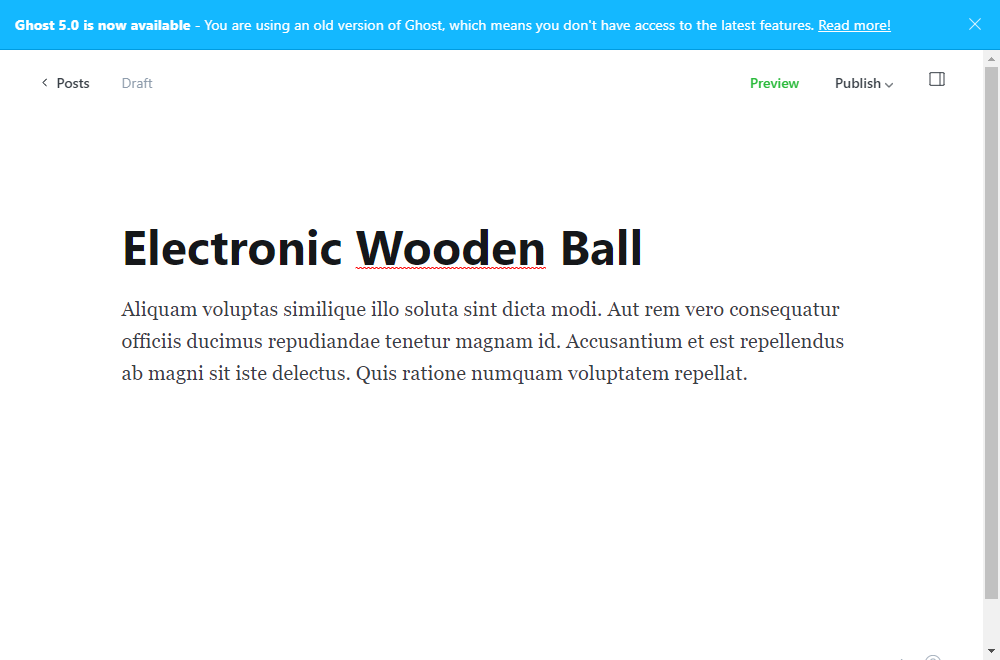 Ghost 5.0 is now available - You are using an old version of Ghost, which means you don't have access to the latest features. Read more!
Posts Draft Preview Publish
Electronic Wooden Ball
Aliquam voluptas similique illo soluta sint dicta modi. Aut rem vero consequatur
officiis ducimus repudiandae tenetur magnam id. Accusantium et est repellendus
ab magni sit iste delectus. Quis ratione numquam voluptatem repellat.